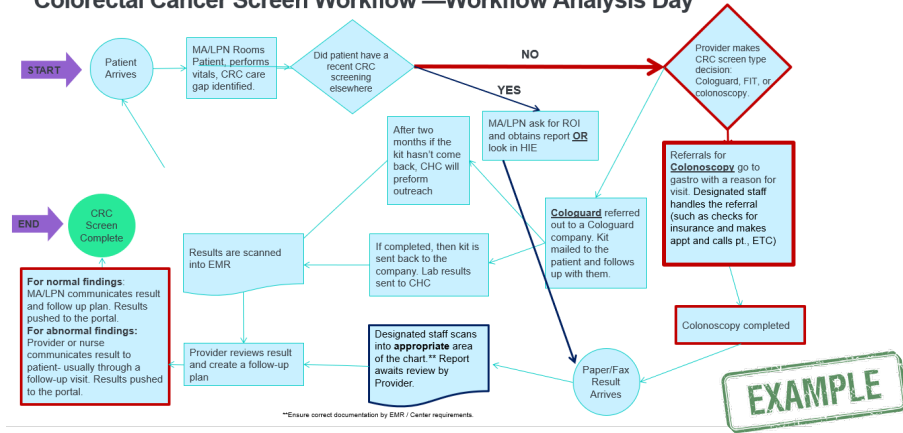 Colorectal Cancer Screen Workflow —Workflow Analysis Day
START
Patient
Arrives
MA/LPN Rooms
Patient, performs
vitals, CRC care
gap identified.
Did patient have a
recent CRC
screening
elsewhere
NO
YES
Provider makes
CRC screen type
decision:
Cologuard, FIT, or
colonoscopy.
MA/LPN ask for ROI
and obtains report OR
look in HIE
After two
months if the
kit hasn't come
back, CHC will
preform
outreach
Referrals for
Colonoscopy go to
gastro with a reason for
visit. Designated staff
handles the referral
(such as checks for
insurance and makes
appt and calls pt., ETC)
Cologuard referred
out to a Cologuard
company. Kit
mailed to the
patient and follows
up with them.
END
CRC
Screen
Complete
Results are scanned
into EMR
If completed, then kit is
sent back to the
company. Lab results
sent to CHC
For normal findings:
MA/LPN communicates result
and follow up plan. Results
pushed to the portal.
For abnormal findings:
Provider or nurse
communicates result to
patient- usually through a
follow-up visit. Results pushed
to the portal.
Provider reviews result
and create a follow-up
plan
Designated staff scans
into appropriate area
of the chart.** Report
awaits review by
Provider.
Paper/Fax
Result
Arrives
Colonoscopy completed
EXAMPLE
**Ensure correct documentation by EMR / Center requirements.